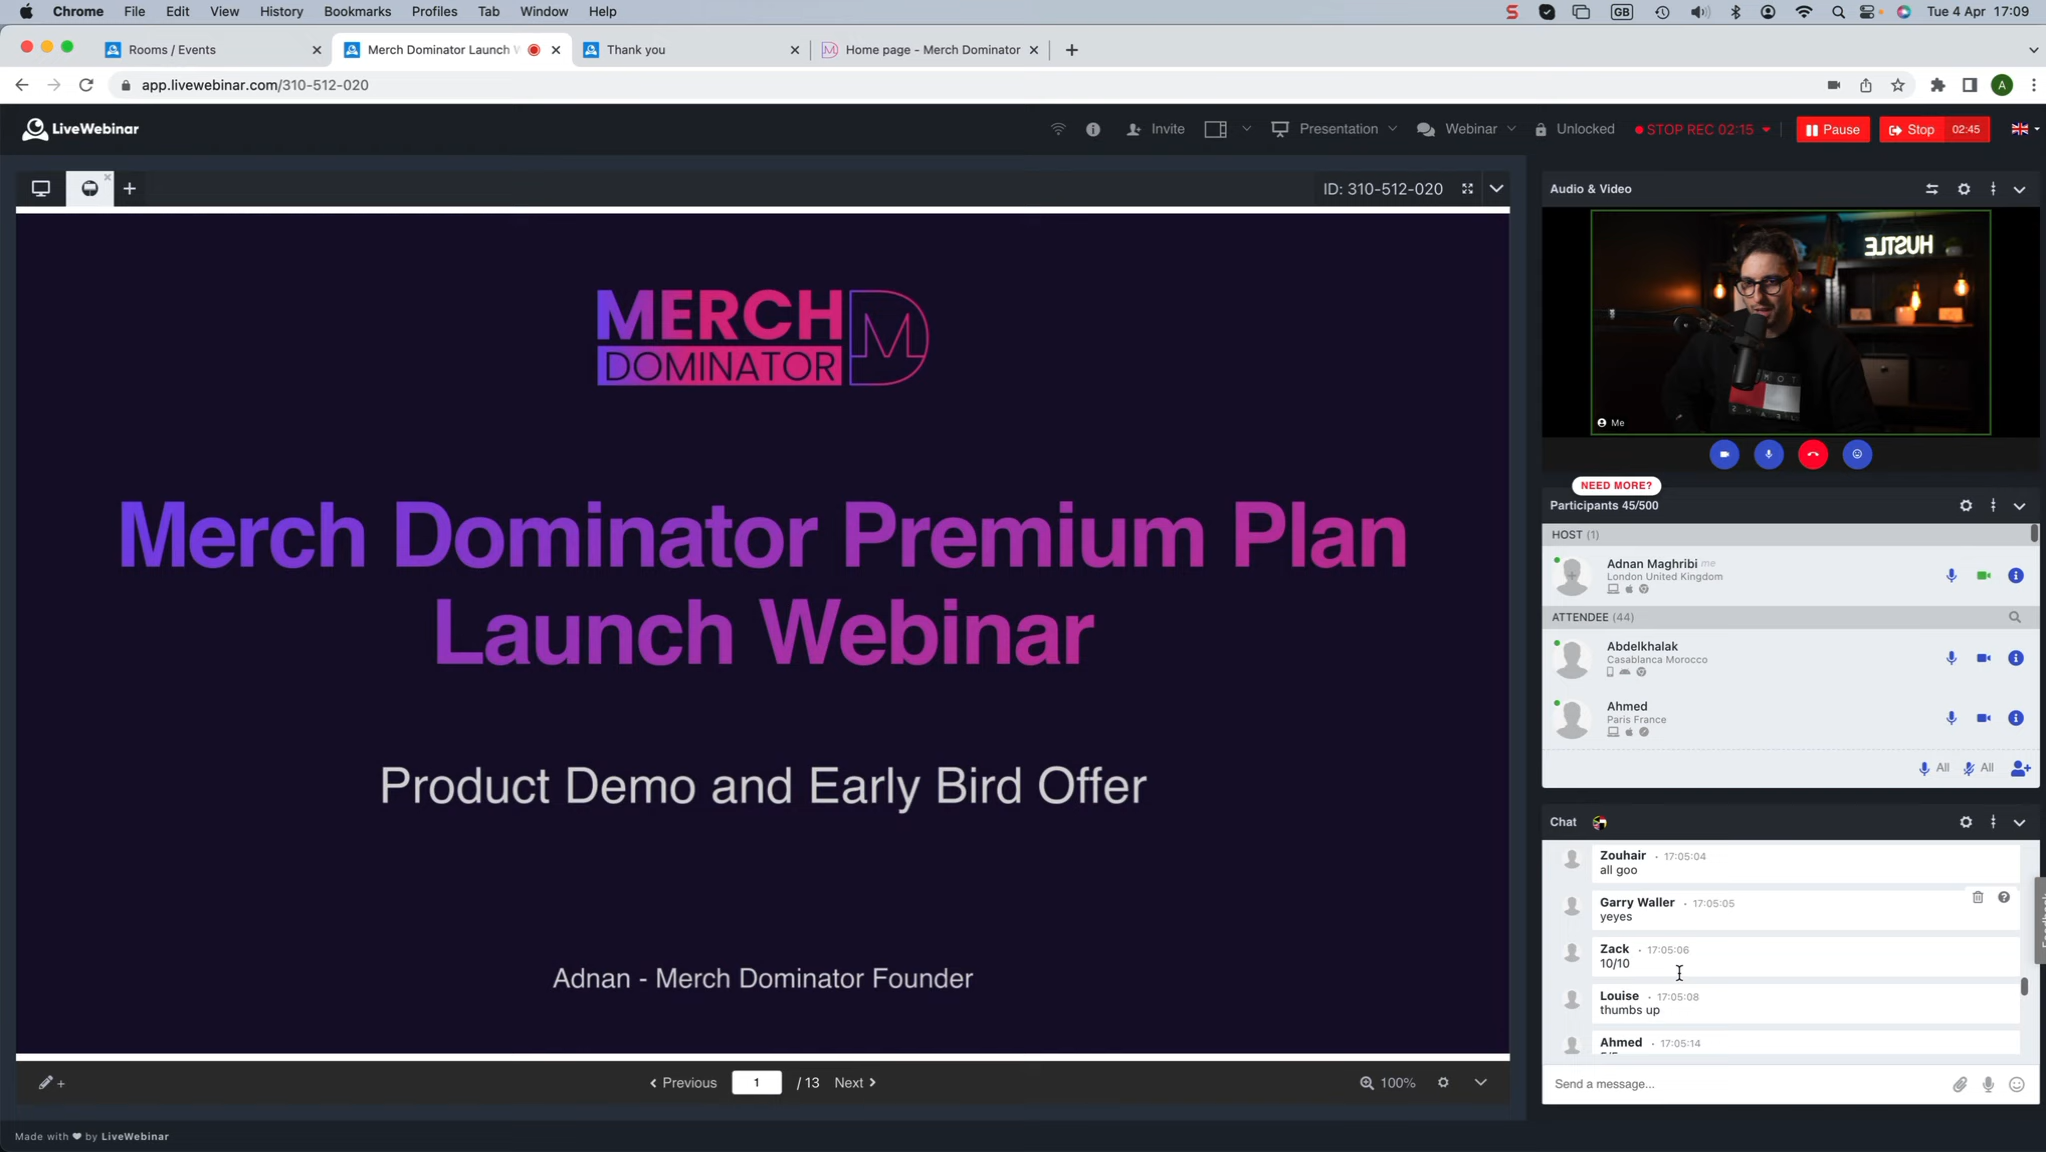 Chrome File Edit View History Bookmarks Profiles Tab Window Help
GB Tue 4 Apr 17:09
Rooms / Events
Merch Dominator Launch
Thank you
Home page - Merch Dominator
app.livewebinar.com/310-512-020
A
LiveWebinar
Invite
Presentation
Webinar
Unlocked
STOP REC 02:15
Pause
Stop 02:45
ID: 310-512-020
MERCH
DOMINATOR
Merch Dominator Premium Plan
Launch Webinar
Product Demo and Early Bird Offer
Adnan - Merch Dominator Founder
Previous 1 / 13 Next
100%
Made with ❤ by LiveWebinar
Audio & Video
HUSTLE
Me
NEED MORE?
Participants 45/500
HOST (1)
Adnan Maghribi me
London United Kingdom
ATTENDEE (44)
Abdelkhalak
Casablanca Morocco
Ahmed
Paris France
All All
Chat
Zouhair · 17:05:04
all goo
Garry Waller · 17:05:05
yeyes
Zack · 17:05:06
10/10
Louise · 17:05:08
thumbs up
Ahmed · 17:05:14
Send a message...